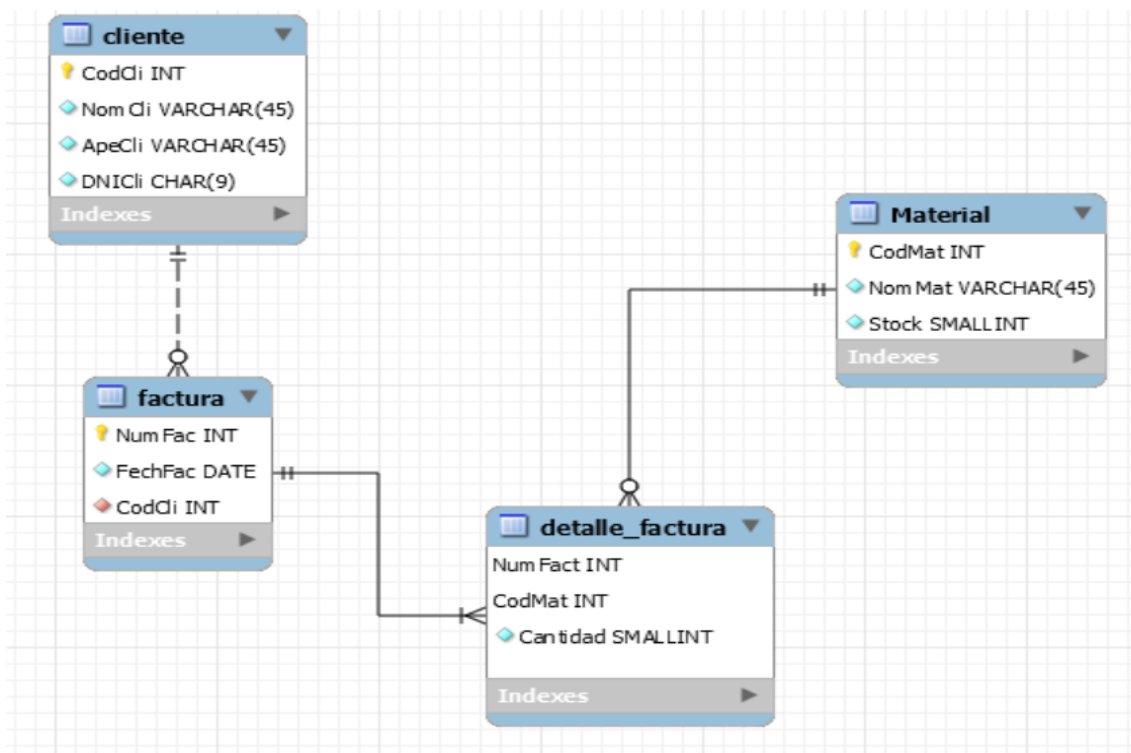 cliente
CodCli INT
NomCli VARCHAR(45)
ApeCli VARCHAR(45)
DNICli CHAR(9)
Indexes
Material
CodMat INT
NomMat VARCHAR(45)
Stock SMALLINT
Indexes
factura
NumFac INT
FechFac DATE
CodCli INT
Indexes
detalle_factura
NumFact INT
CodMat INT
Cantidad SMALLINT
Indexes